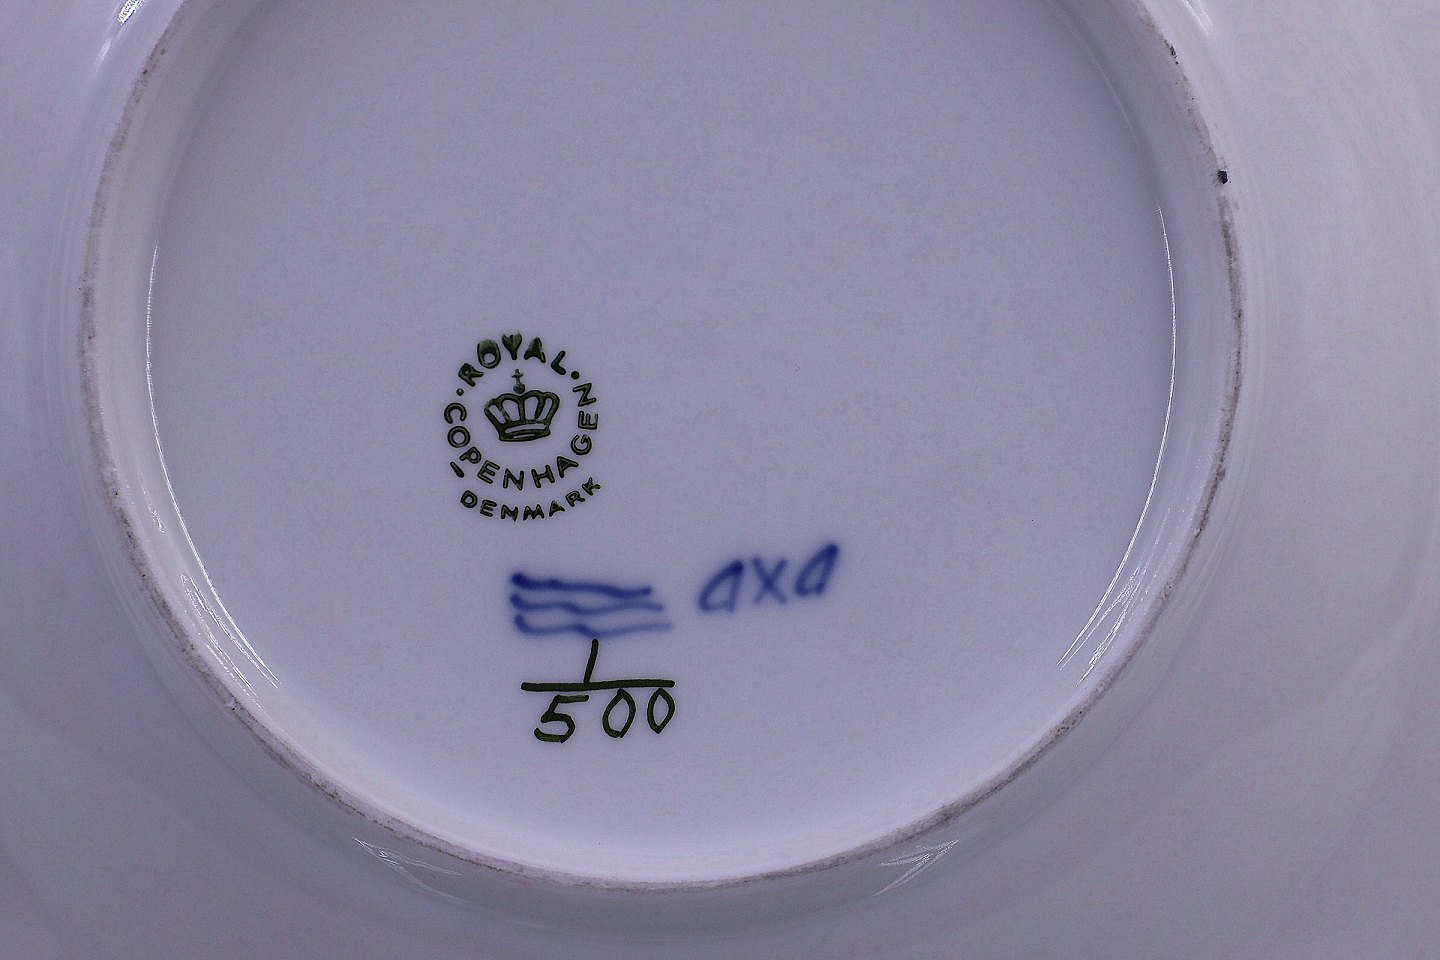 ROYAL
COPENHAGEN
DENMARK
axa
1
500